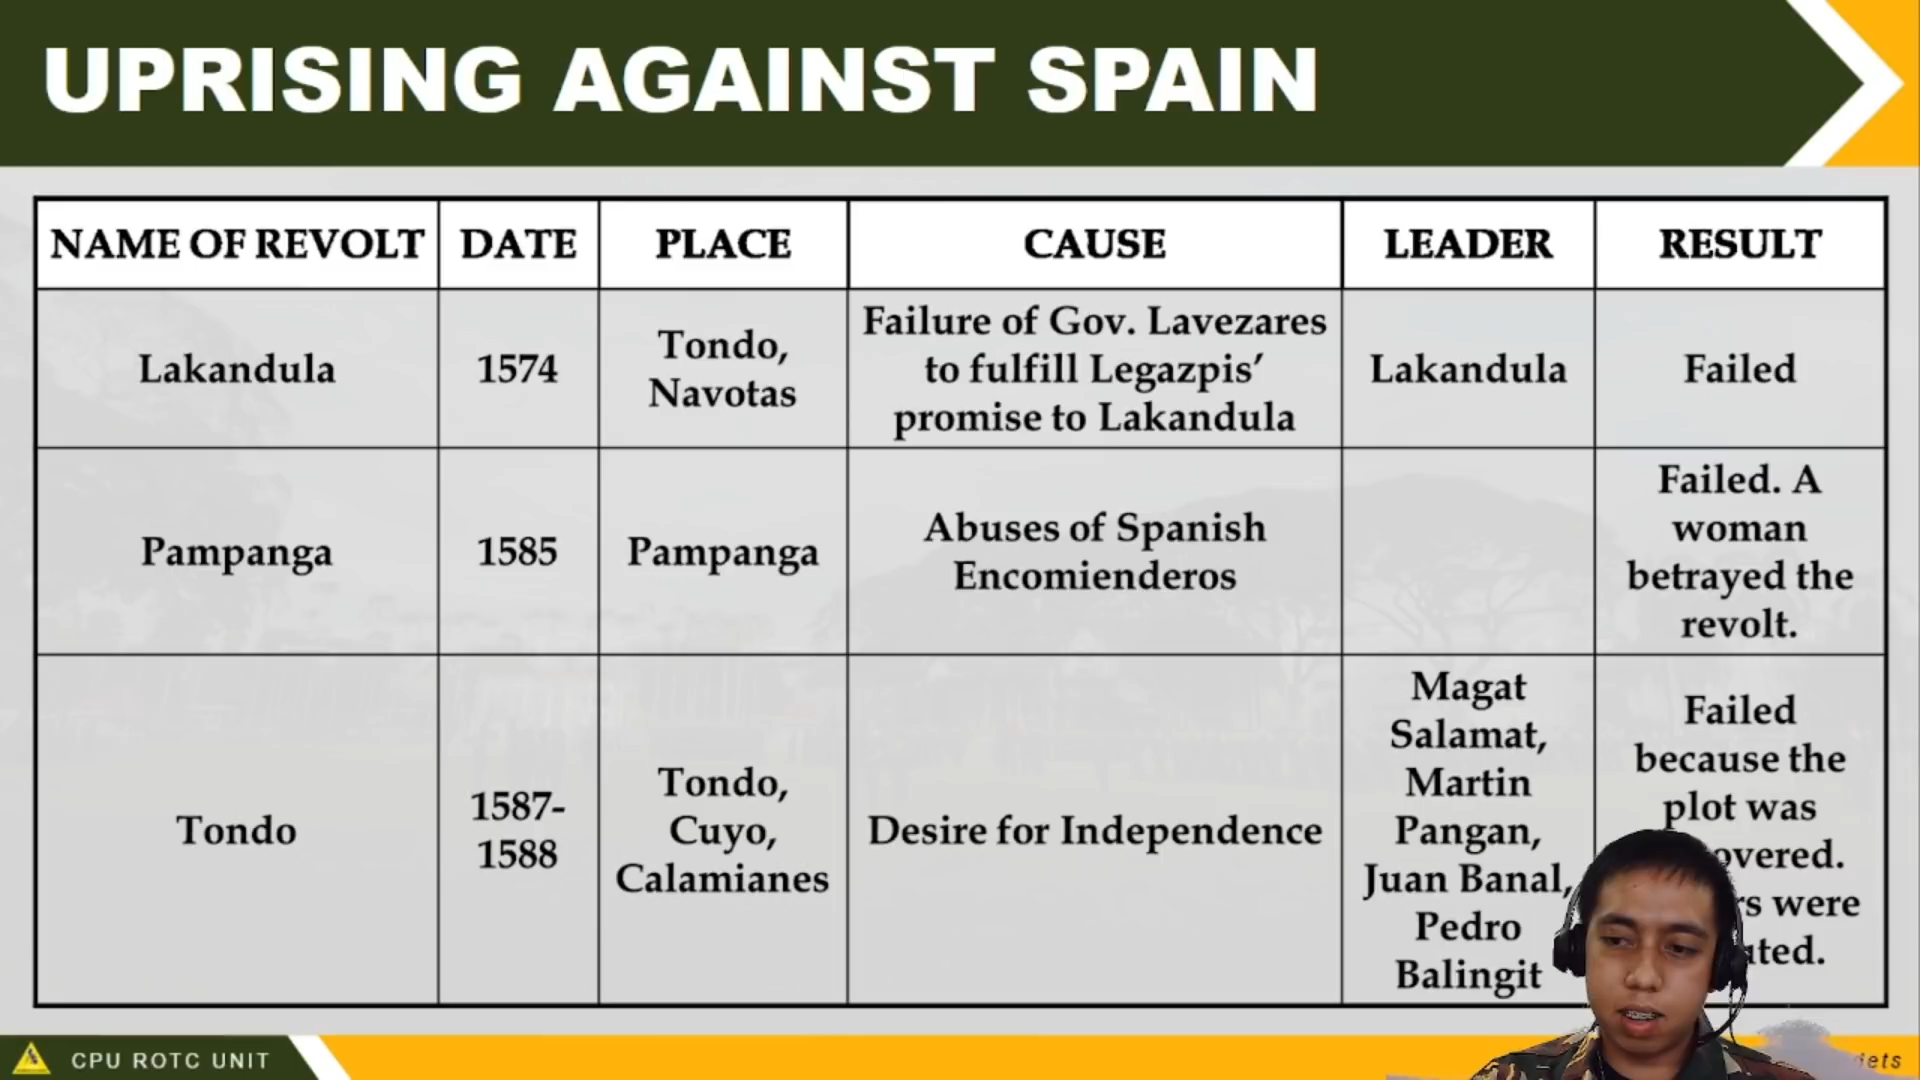 UPRISING AGAINST SPAIN
NAME OF REVOLT DATE PLACE CAUSE LEADER RESULT
Lakandula
1574
Tondo,
Navotas
Failure of Gov. Lavezares
to fulfill Legazpis’
promise to Lakandula
Lakandula
Failed
Pampanga
1585
Pampanga
Abuses of Spanish
Encomienderos
Failed. A
woman
betrayed the
revolt.
Tondo
1587-
1588
Tondo,
Cuyo,
Calamianes
Desire for Independence
Magat
Salamat,
Martin
Pangan,
Juan Banal,
Pedro
Balingit
Failed
because the
plot was
were
CPU ROTC UNIT